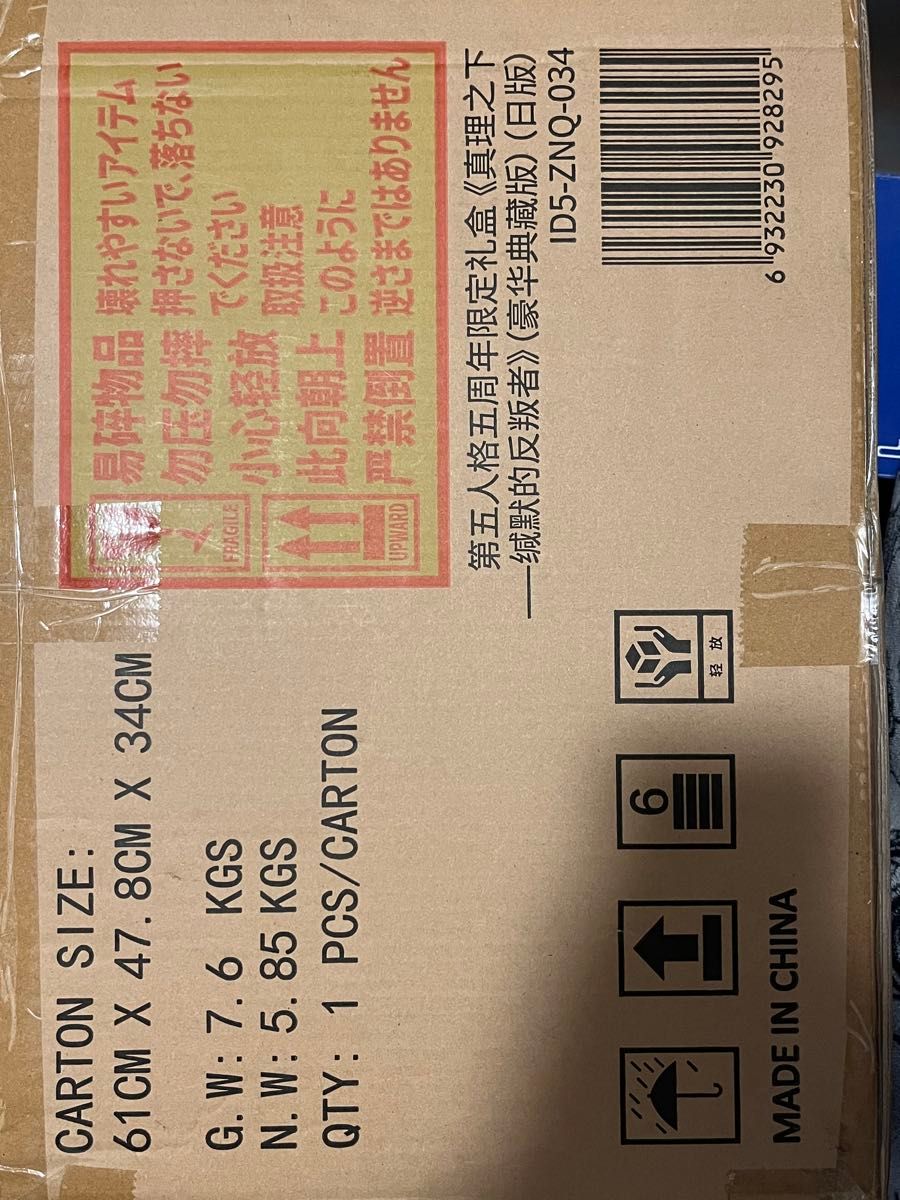 CARTON SIZE:
61CM X 47.8CM X 34CM
G.W: 7.6 KGS
N.W: 5.85KGS
QTY: 1 PCS/CARTON
FRAGILE
UPWARD
易碎物品
勿压勿摔
小心轻放
此向朝上
严禁倒置
壊れやすいアイテム
押さないで、落ちない
でください
取扱注意
このように
逆さまではありません
第五人格五周年限定礼盒《真理之下
—缄默的反叛者》(豪华典藏版)(日版)
ID5-ZNQ-034
6 932230 928295
6
轻放
MADE IN CHINA